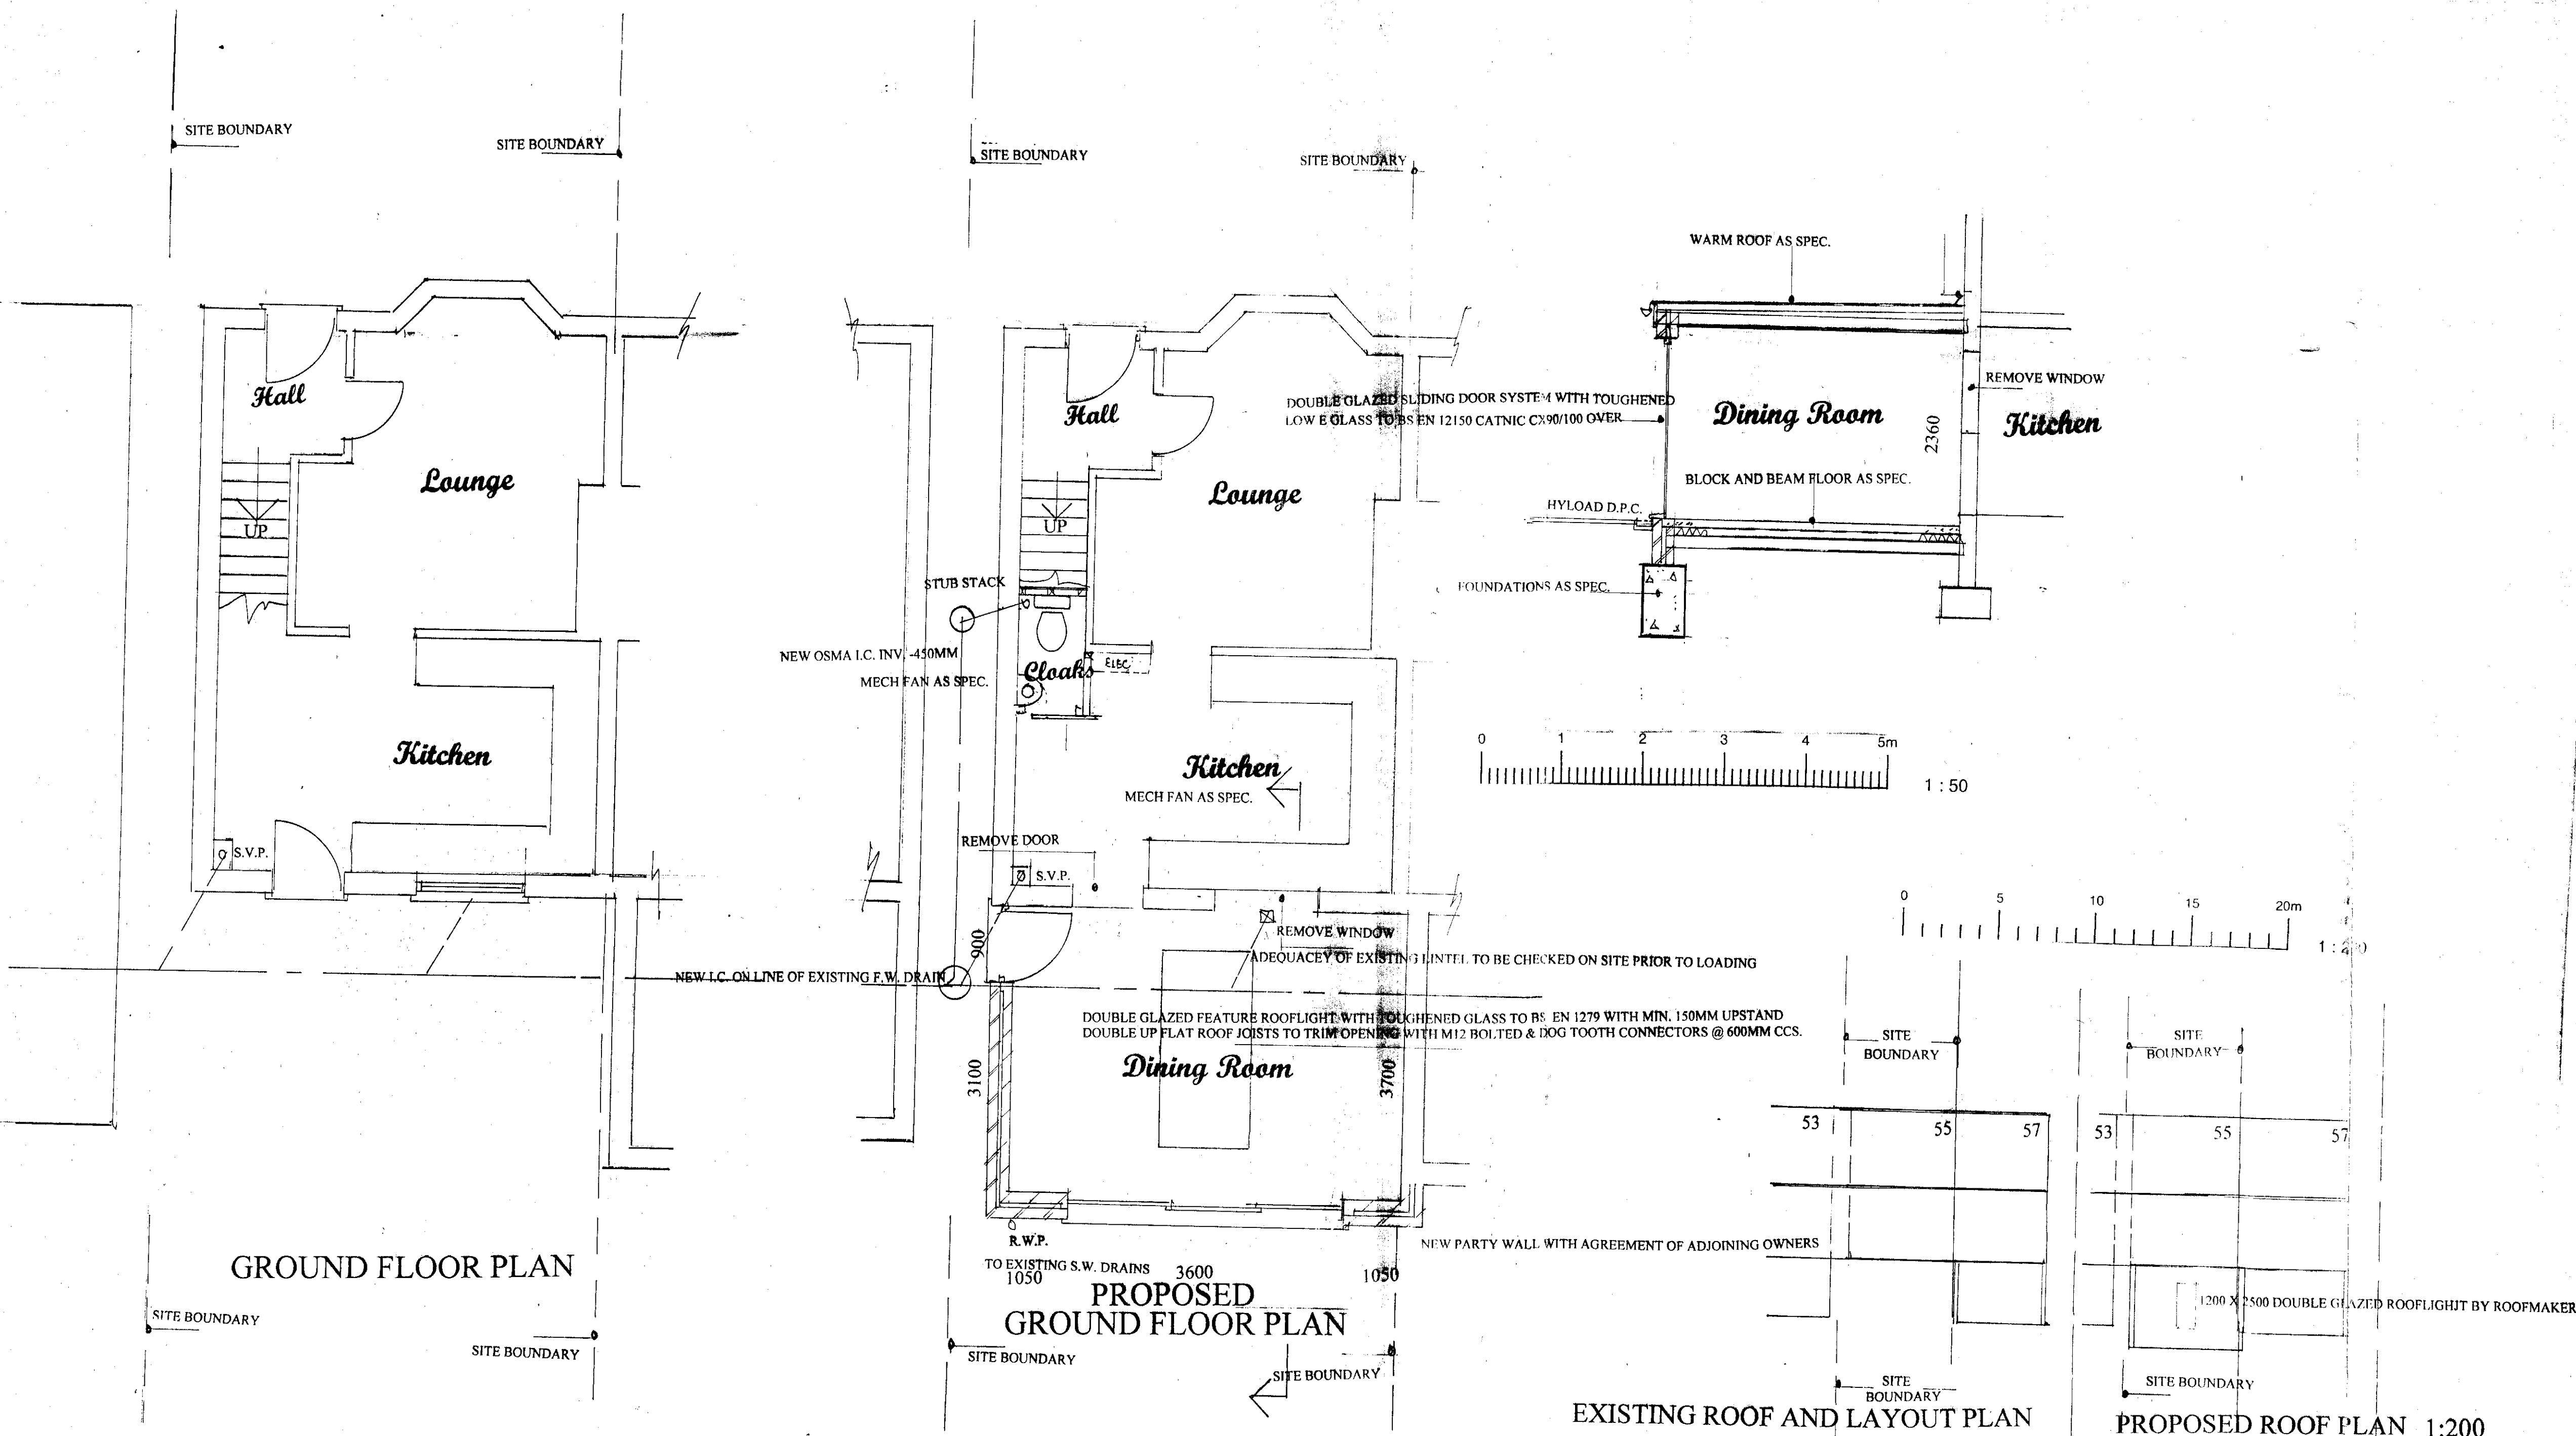 SITE BOUNDARY
SITE BOUNDARY
Hall
Lounge
UP
Kitchen
S.V.P.
GROUND FLOOR PLAN
SITE BOUNDARY
SITE BOUNDARY
SITE BOUNDARY
SITE BOUNDARY
Hall
Lounge
UP
STUB STACK
NEW OSMA I.C. INV. -450MM
MECH FAN AS SPEC.
Cloaks
ELEC
Kitchen
MECH FAN AS SPEC.
REMOVE DOOR
S.V.P.
900
REMOVE WINDOW
ADEQUACEY OF EXISTING LINTEL TO BE CHECKED ON SITE PRIOR TO LOADING
NEW I.C. ON LINE OF EXISTING F.W. DRAIN
DOUBLE GLAZED FEATURE ROOFLIGHT WITH TOUGHENED GLASS TO BS EN 1279 WITH MIN. 150MM UPSTAND
DOUBLE UP FLAT ROOF JOISTS TO TRIM OPENING WITH M12 BOLTED & DOG TOOTH CONNECTORS @ 600MM CCS.
Dining Room
3100
3700
R.W.P.
TO EXISTING S.W. DRAINS
1050
3600
1050
PROPOSED
GROUND FLOOR PLAN
SITE BOUNDARY
SITE BOUNDARY
NEW PARTY WALL WITH AGREEMENT OF ADJOINING OWNERS
WARM ROOF AS SPEC.
DOUBLE GLAZED SLIDING DOOR SYSTEM WITH TOUGHENED
LOW E GLASS TO BS EN 12150 CATNIC CX90/100 OVER
Dining Room
2360
REMOVE WINDOW
Kitchen
BLOCK AND BEAM FLOOR AS SPEC.
HYLOAD D.P.C.
FOUNDATIONS AS SPEC.
0 1 2 3 4 5m
1 : 50
0 5 10 15 20m
1 : 200
SITE
BOUNDARY
53
55
57
SITE
BOUNDARY
EXISTING ROOF AND LAYOUT PLAN
SITE
BOUNDARY
53
55
57
1200 X 2500 DOUBLE GLAZED ROOFLIGHJT BY ROOFMAKER
SITE BOUNDARY
PROPOSED ROOF PLAN 1:200